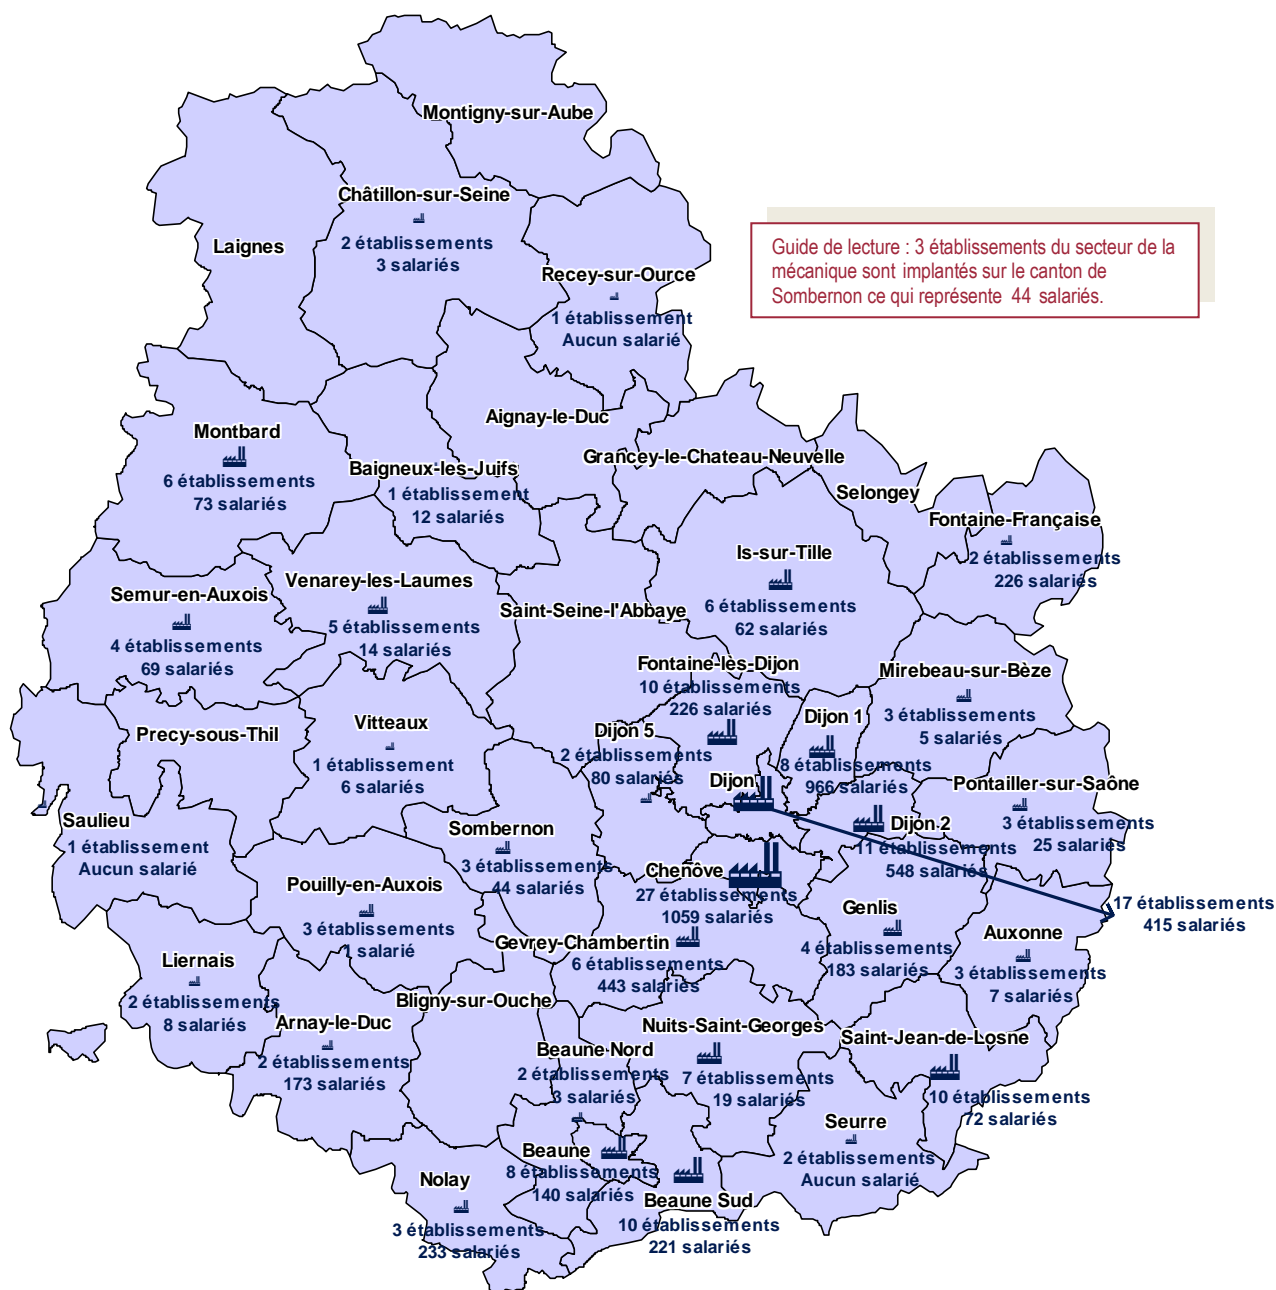 Montigny-sur-Aube
Châtillon-sur-Seine
2 établissements
3 salariés
Laignes
Recey-sur-Ource
1 établissement
Aucun salarié
Guide de lecture : 3 établissements du secteur de la
mécanique sont implantés sur le canton de
Sombernon ce qui représente 44 salariés.
Aignay-le-Duc
Montbard
6 établissements
73 salariés
Baigneux-les-Juifs
1 établissement
12 salariés
Grancey-le-Chateau-Neuvelle
Selongey
Fontaine-Française
2 établissements
226 salariés
Is-sur-Tille
6 établissements
62 salariés
Venarey-les-Laumes
5 établissements
14 salariés
Semur-en-Auxois
4 établissements
69 salariés
Saint-Seine-l'Abbaye
Fontaine-lès-Dijon
10 établissements
226 salariés
Mirebeau-sur-Bèze
3 établissements
5 salariés
Precy-sous-Thil
Vitteaux
1 établissement
6 salariés
Dijon 5
2 établissements
80 salariés
Dijon 1
8 établissements
966 salariés
Dijon
17 établissements
415 salariés
Pontailler-sur-Saône
3 établissements
25 salariés
Saulieu
1 établissement
Aucun salarié
Sombernon
3 établissements
44 salariés
Dijon 2
11 établissements
548 salariés
Chenôve
27 établissements
1059 salariés
Pouilly-en-Auxois
3 établissements
1 salarié
Genlis
4 établissements
183 salariés
Auxonne
3 établissements
7 salariés
Gevrey-Chambertin
6 établissements
443 salariés
Liernais
2 établissements
8 salariés
Bligny-sur-Ouche
Arnay-le-Duc
2 établissements
173 salariés
Nuits-Saint-Georges
7 établissements
19 salariés
Saint-Jean-de-Losne
10 établissements
72 salariés
Beaune Nord
2 établissements
3 salariés
Seurre
2 établissements
Aucun salarié
Beaune
8 établissements
140 salariés
Nolay
3 établissements
233 salariés
Beaune Sud
10 établissements
221 salariés